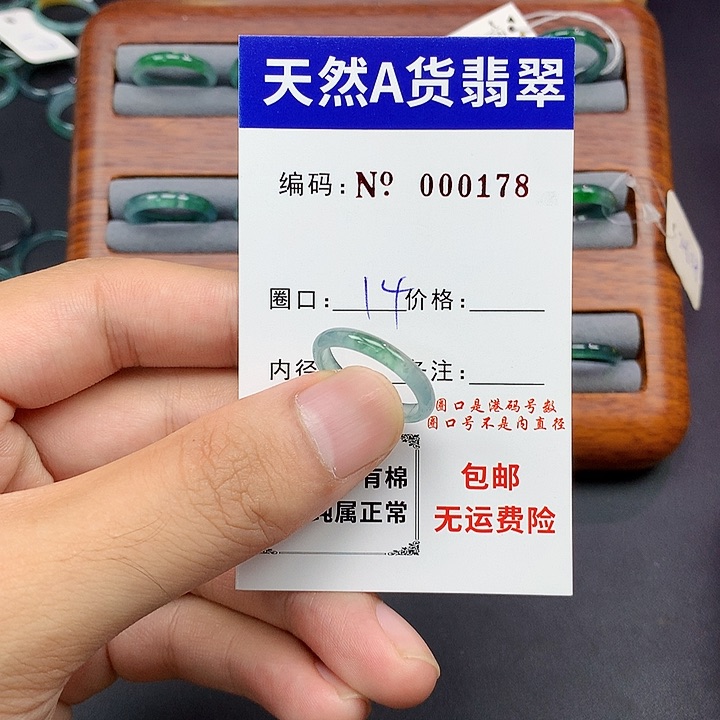 天然A货翡翠
编码:Nº 000178
圈口:14 价格:
内径 备注:
圈口是港码号数
圈口号不是内直径
有棉
纯属正常
包邮
无运费险